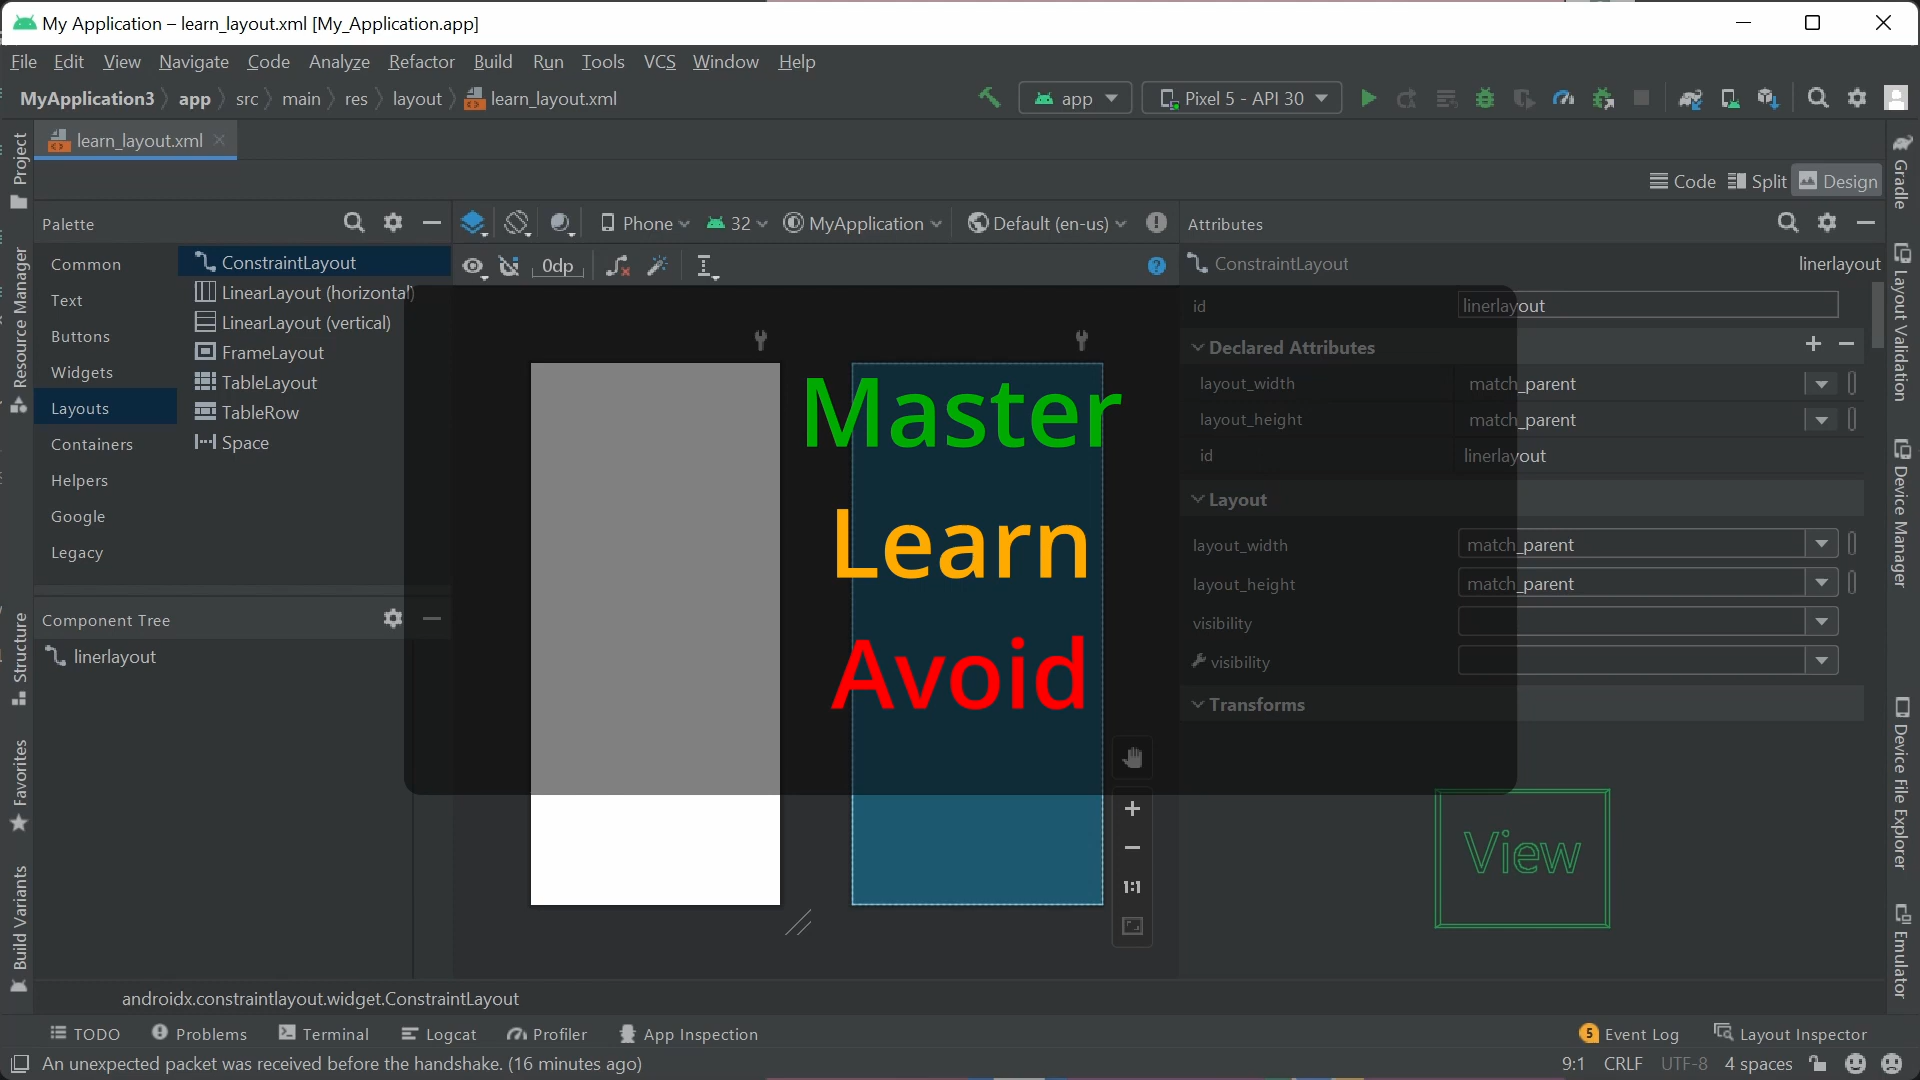 My Application – learn_layout.xml [My_Application.app]
File Edit View Navigate Code Analyze Refactor Build Run Tools VCS Window Help
MyApplication3 app src main res layout learn_layout.xml
app
Pixel 5 - API 30
learn_layout.xml
Code Split Design
Palette
Phone 32 MyApplication Default (en-us)
Attributes
0dp
Common
Text
Buttons
Widgets
Layouts
Containers
Helpers
Google
Legacy
ConstraintLayout
LinearLayout (horizontal)
LinearLayout (vertical)
FrameLayout
TableLayout
TableRow
Space
Component Tree
linerlayout
Master
Learn
Avoid
1:1
ConstraintLayout linerlayout
id linerlayout
Declared Attributes
layout_width match_parent
layout_height match_parent
id linerlayout
Layout
layout_width match_parent
layout_height match_parent
visibility
visibility
Transforms
View
Project
Resource Manager
Structure
Favorites
Build Variants
Gradle
Layout Validation
Device Manager
Device File Explorer
Emulator
androidx.constraintlayout.widget.ConstraintLayout
TODO Problems Terminal Logcat Profiler App Inspection
5 Event Log Layout Inspector
An unexpected packet was received before the handshake. (16 minutes ago)
9:1 CRLF UTF-8 4 spaces